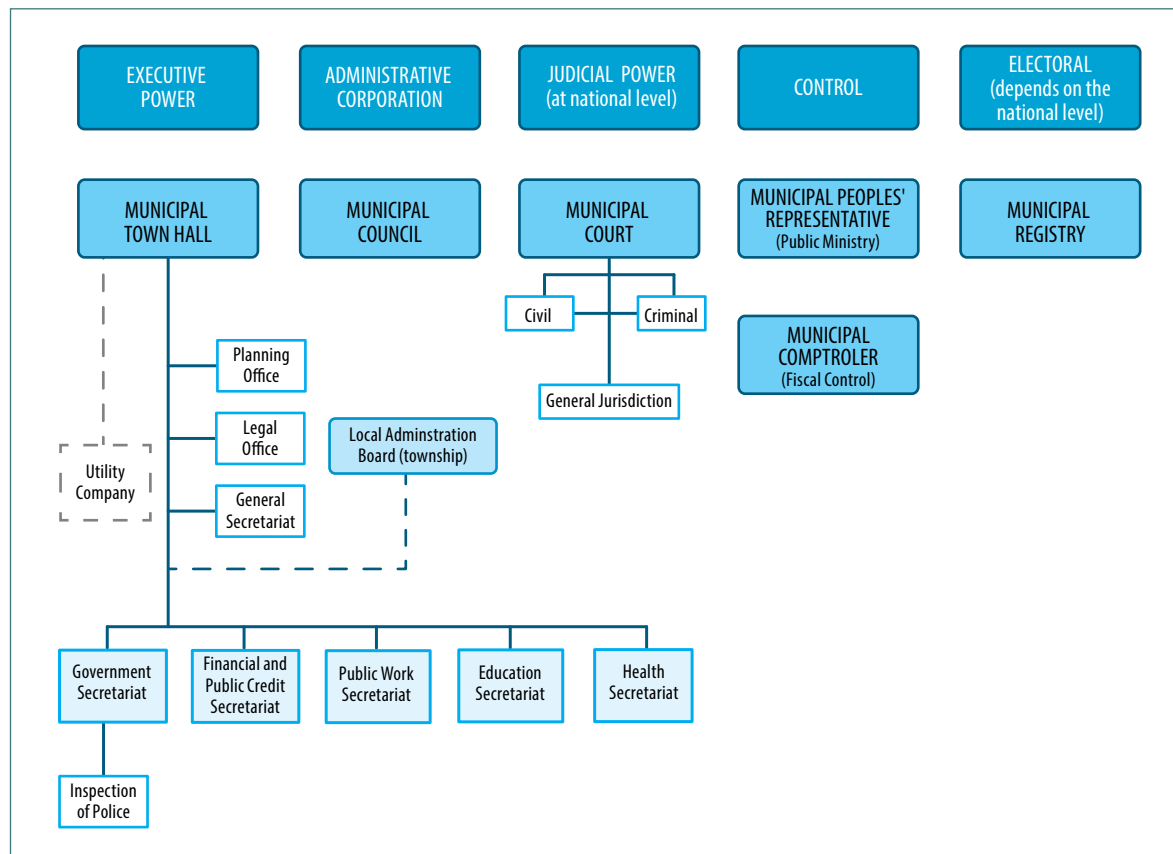 EXECUTIVE
POWER
ADMINISTRATIVE
CORPORATION
JUDICIAL POWER
(at national level)
CONTROL
ELECTORAL
(depends on the
national level)
MUNICIPAL
TOWN HALL
MUNICIPAL
COUNCIL
MUNICIPAL
COURT
MUNICIPAL PEOPLES'
REPRESENTATIVE
(Public Ministry)
MUNICIPAL
REGISTRY
Civil
Criminal
General Jurisdiction
MUNICIPAL
COMPTROLER
(Fiscal Control)
Planning
Office
Legal
Office
General
Secretariat
Local Adminstration
Board (township)
Utility
Company
Government
Secretariat
Financial and
Public Credit
Secretariat
Public Work
Secretariat
Education
Secretariat
Health
Secretariat
Inspection
of Police